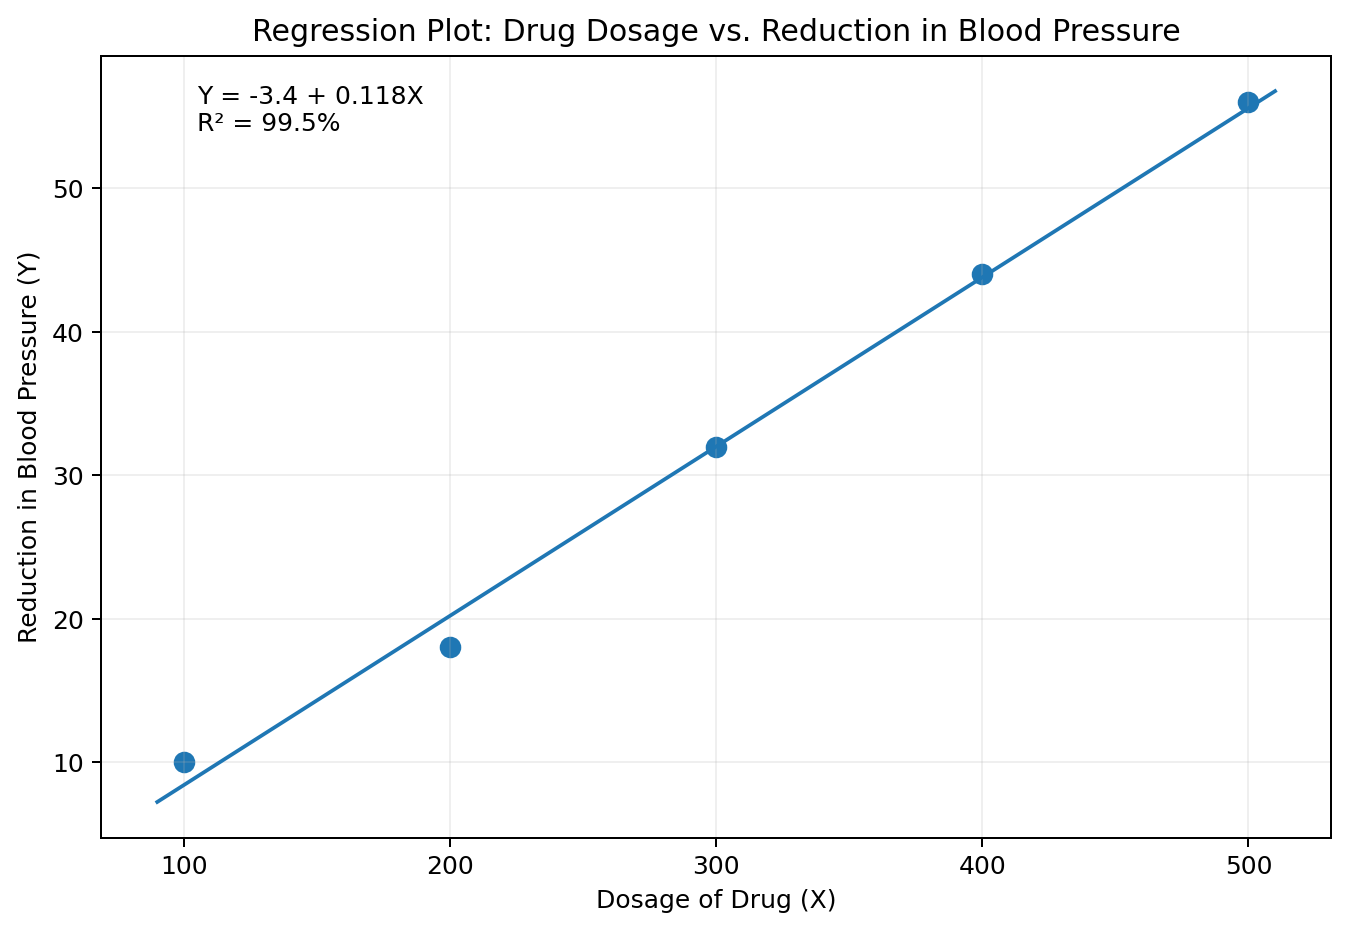 Regression Plot: Drug Dosage vs. Reduction in Blood Pressure
Y = -3.4 + 0.118X
R² = 99.5%
Reduction in Blood Pressure (Y)
50
40
30
20
10
100 200 300 400 500
Dosage of Drug (X)